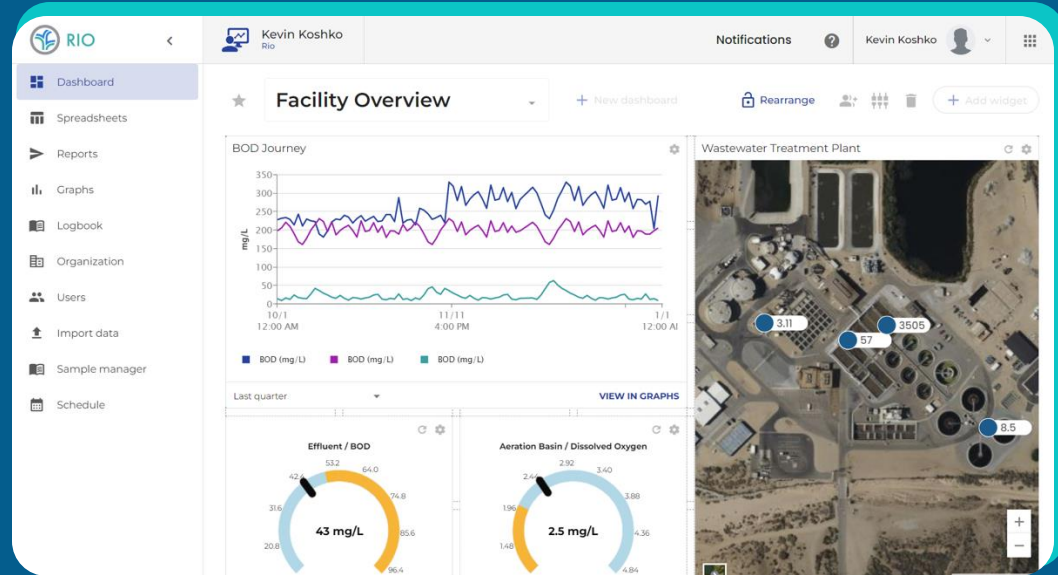 RIO
Kevin Koshko
Rio
Notifications
Kevin Koshko
Dashboard
Spreadsheets
Reports
Graphs
Logbook
Organization
Users
Import data
Sample manager
Schedule
Facility Overview
+ New dashboard
Rearrange
+ Add widget
BOD Journey
350
300
250
200
150
100
50
0
mg/L
10/1
12:00 AM
11/11
4:00 PM
1/1
12:00 AI
BOD (mg/L) BOD (mg/L) BOD (mg/L)
Last quarter
VIEW IN GRAPHS
Effluent / BOD
20.8
31.6
42.4
53.2
64.0
74.8
85.6
96.4
43 mg/L
Aeration Basin / Dissolved Oxygen
1.48
1.96
2.44
2.92
3.40
3.88
4.36
4.84
2.5 mg/L
Wastewater Treatment Plant
3.11
3505
57
8.5
+
−